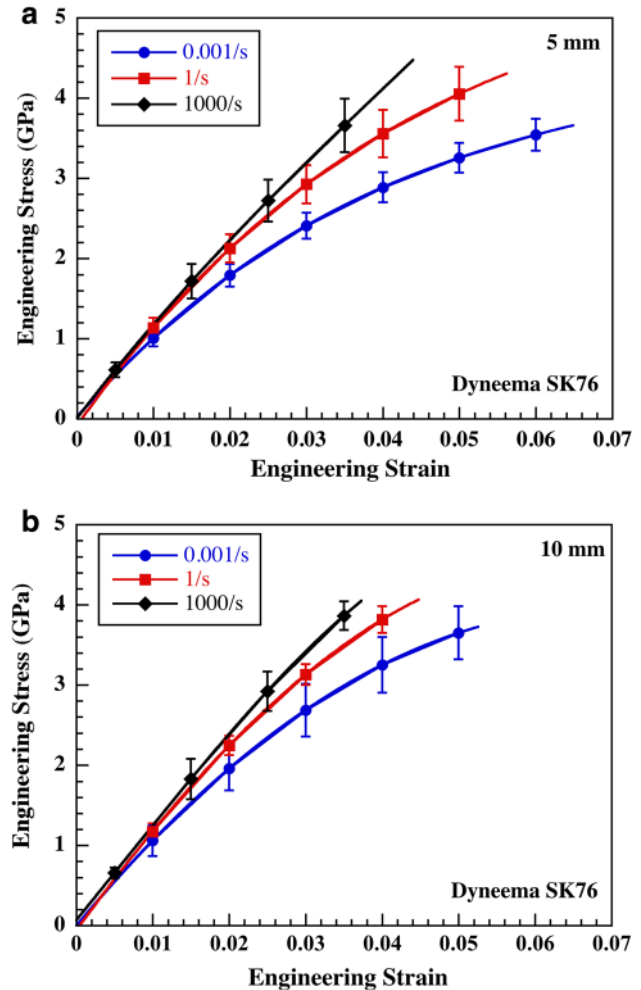 a
5
4
3
2
1
0
Engineering Stress (GPa)
0.001/s
1/s
1000/s
5 mm
Dyneema SK76
0 0.01 0.02 0.03 0.04 0.05 0.06 0.07
Engineering Strain
b
5
4
3
2
1
0
Engineering Stress (GPa)
0.001/s
1/s
1000/s
10 mm
Dyneema SK76
0 0.01 0.02 0.03 0.04 0.05 0.06 0.07
Engineering Strain